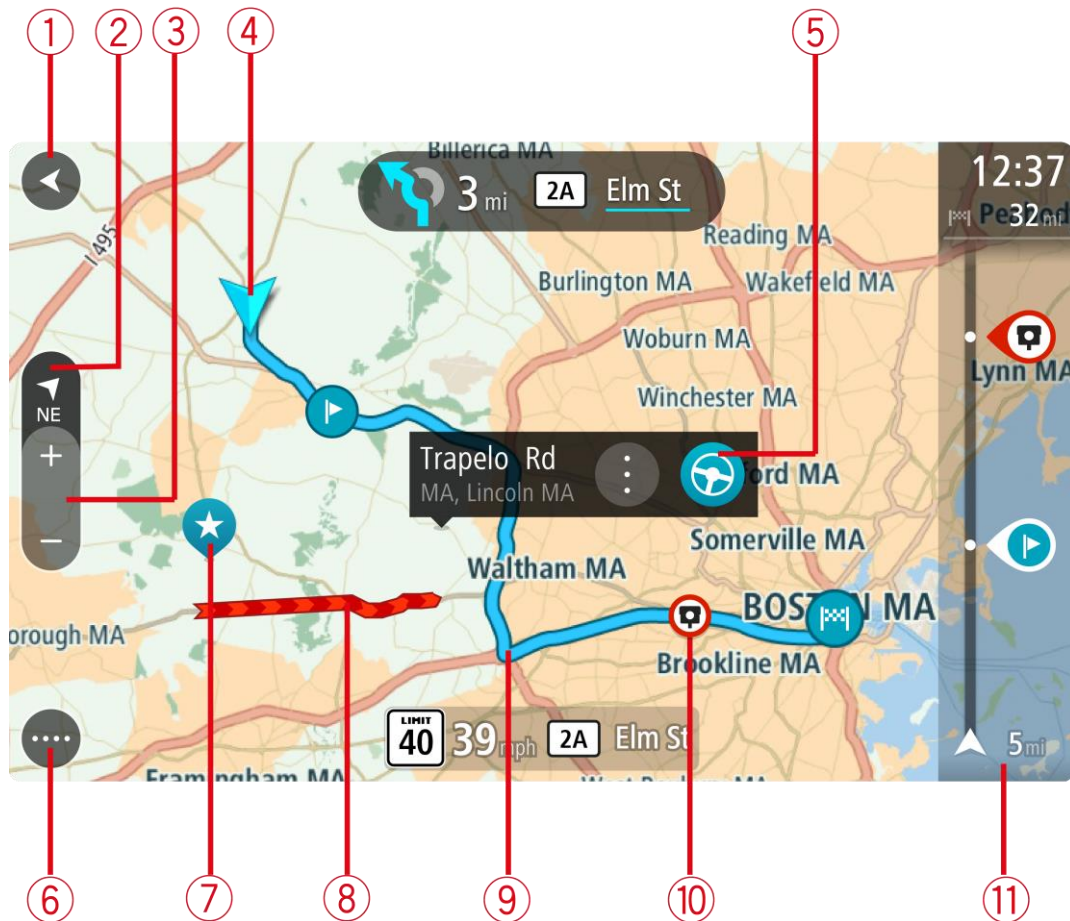 1
2
3
4
5
Billerica MA
12:37
3 mi
2A
Elm St
32 mi
I 495
Reading MA
Burlington MA
Wakefield MA
Woburn MA
Lynn MA
NE
Winchester MA
+
Trapelo Rd
MA, Lincoln MA
ford MA
−
Somerville MA
Waltham MA
BOSTON MA
orough MA
Brookline MA
LIMIT
40
39 mph
2A
Elm St
5 mi
Framingham MA
6
7
8
9
10
11